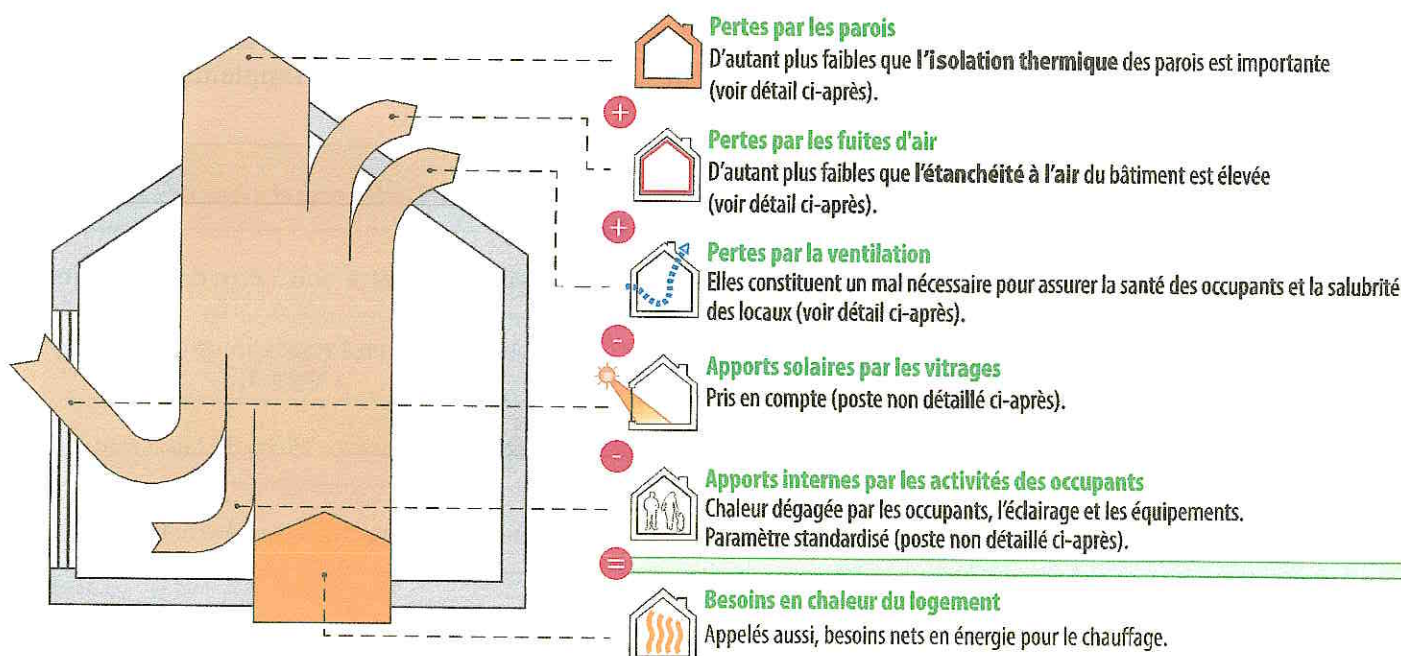 Pertes par les parois
D'autant plus faibles que l'isolation thermique des parois est importante
(voir détail ci-après).
+
Pertes par les fuites d'air
D'autant plus faibles que l'étanchéité à l'air du bâtiment est élevée
(voir détail ci-après).
+
Pertes par la ventilation
Elles constituent un mal nécessaire pour assurer la santé des occupants et la salubrité
des locaux (voir détail ci-après).
-
Apports solaires par les vitrages
Pris en compte (poste non détaillé ci-après).
-
Apports internes par les activités des occupants
Chaleur dégagée par les occupants, l'éclairage et les équipements.
Paramètre standardisé (poste non détaillé ci-après).
=
Besoins en chaleur du logement
Appelés aussi, besoins nets en énergie pour le chauffage.